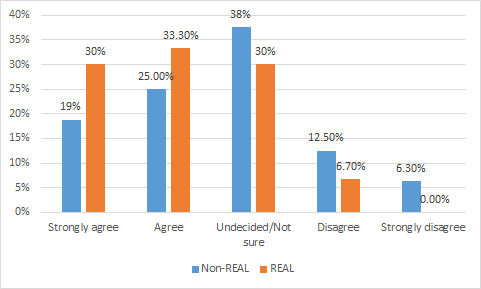 40%
35%
30%
25%
20%
15%
10%
5%
0%
19%
30%
25.00%
33.30%
38%
30%
12.50%
6.70%
6.30%
0.00%
Strongly agree
Agree
Undecided/Not
sure
Disagree
Strongly disagree
Non-REAL
REAL